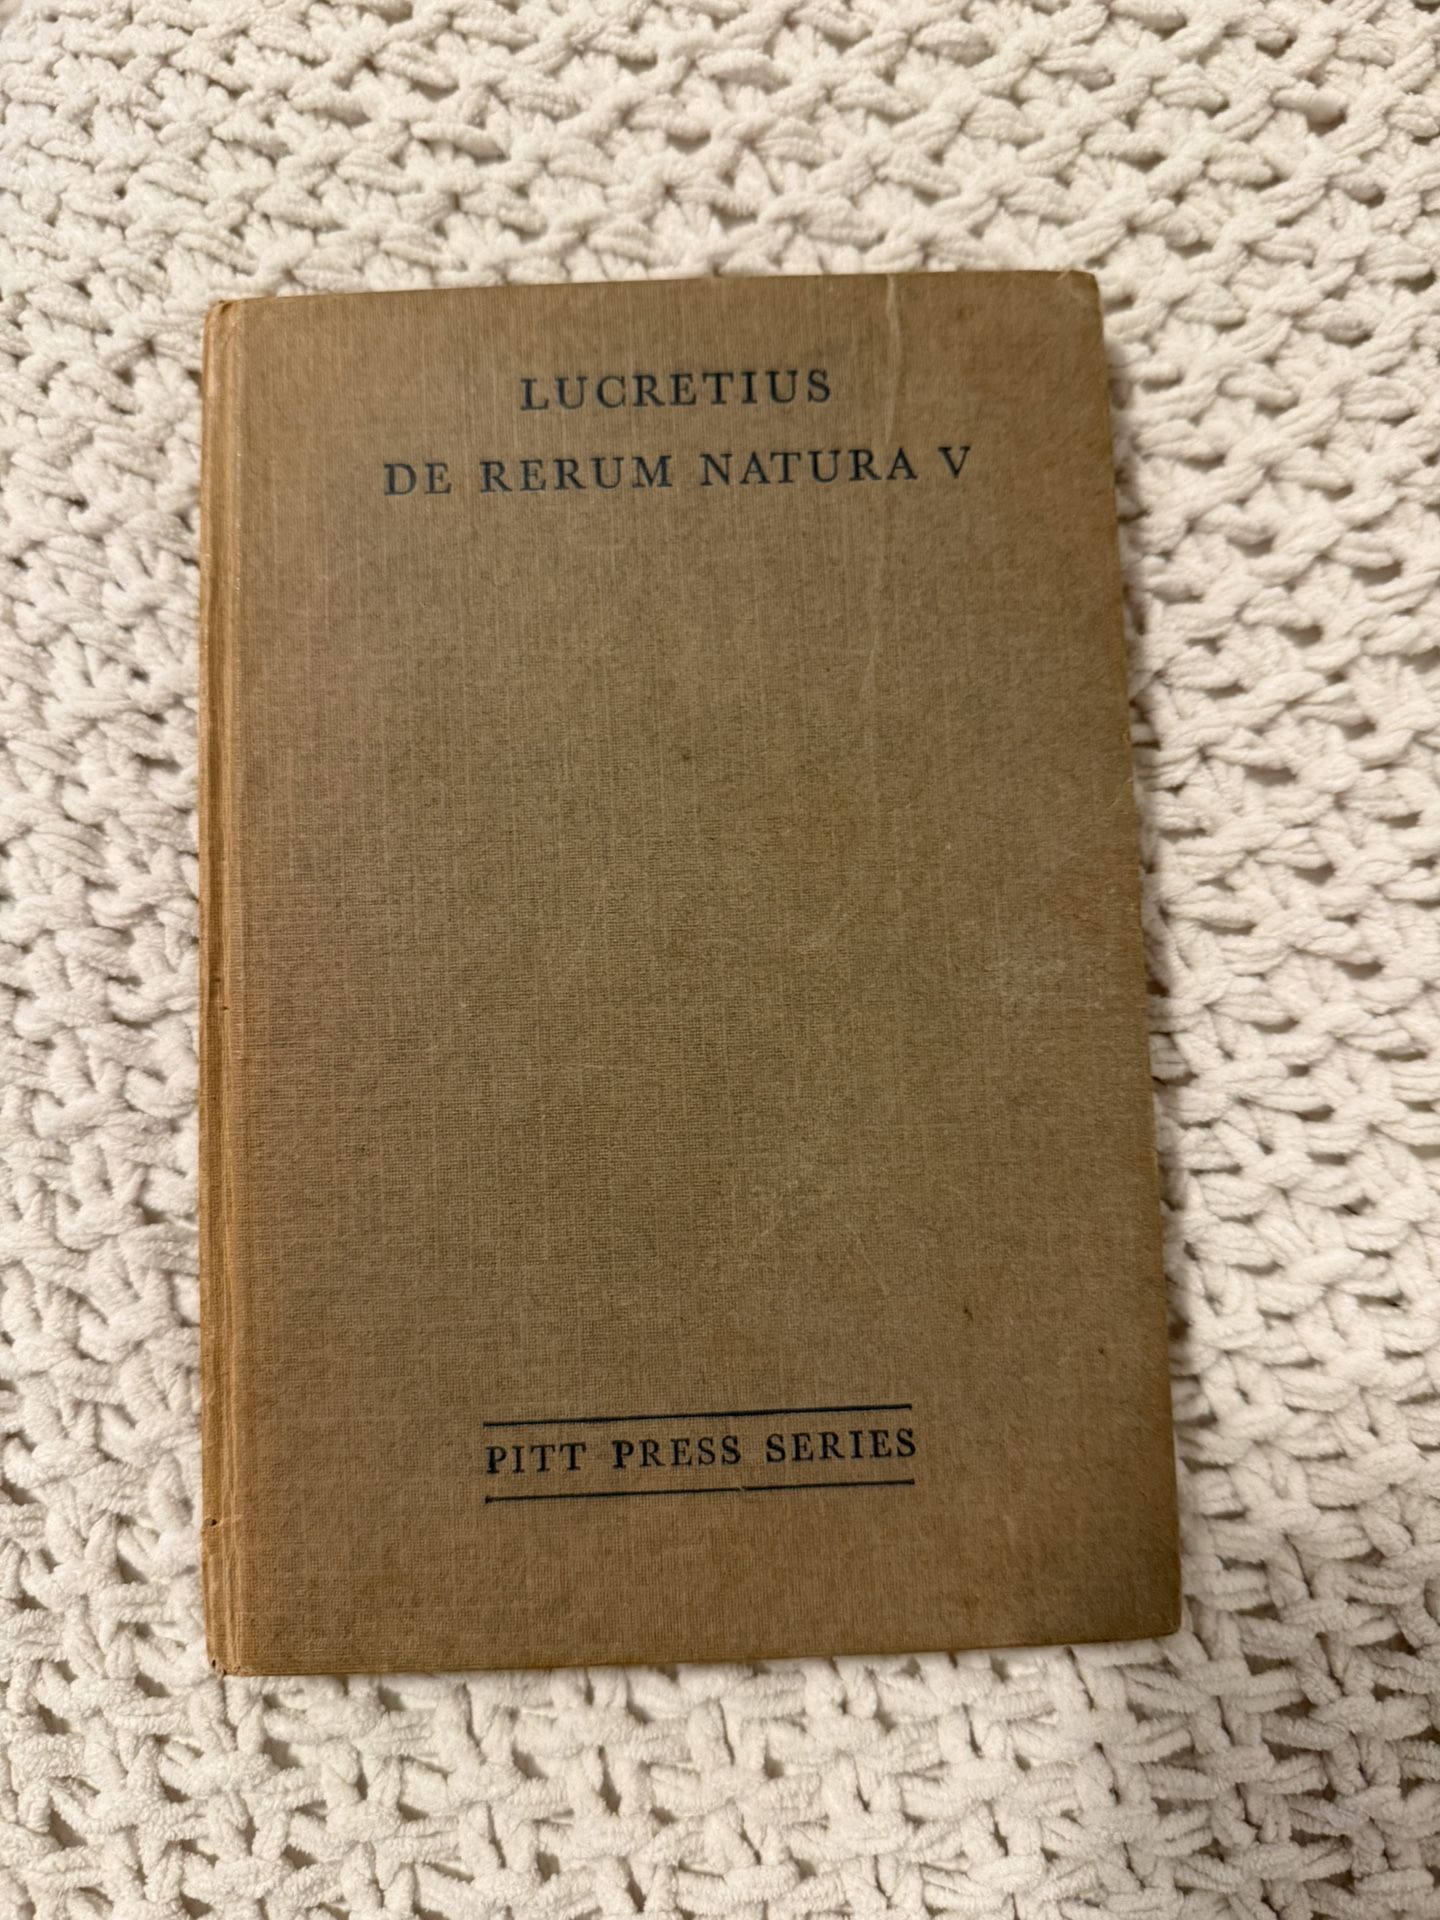 LUCRETIUS
DE RERUM NATURA V
PITT PRESS SERIES